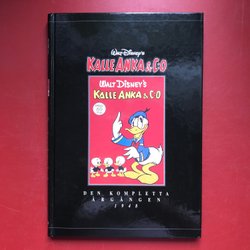 Walt Disney's
KALLE ANKA & C:O
WALT DISNEY'S
KALLE ANKA & C:O
DEN KOMPLETTA
ÅRGÅNGEN
1948